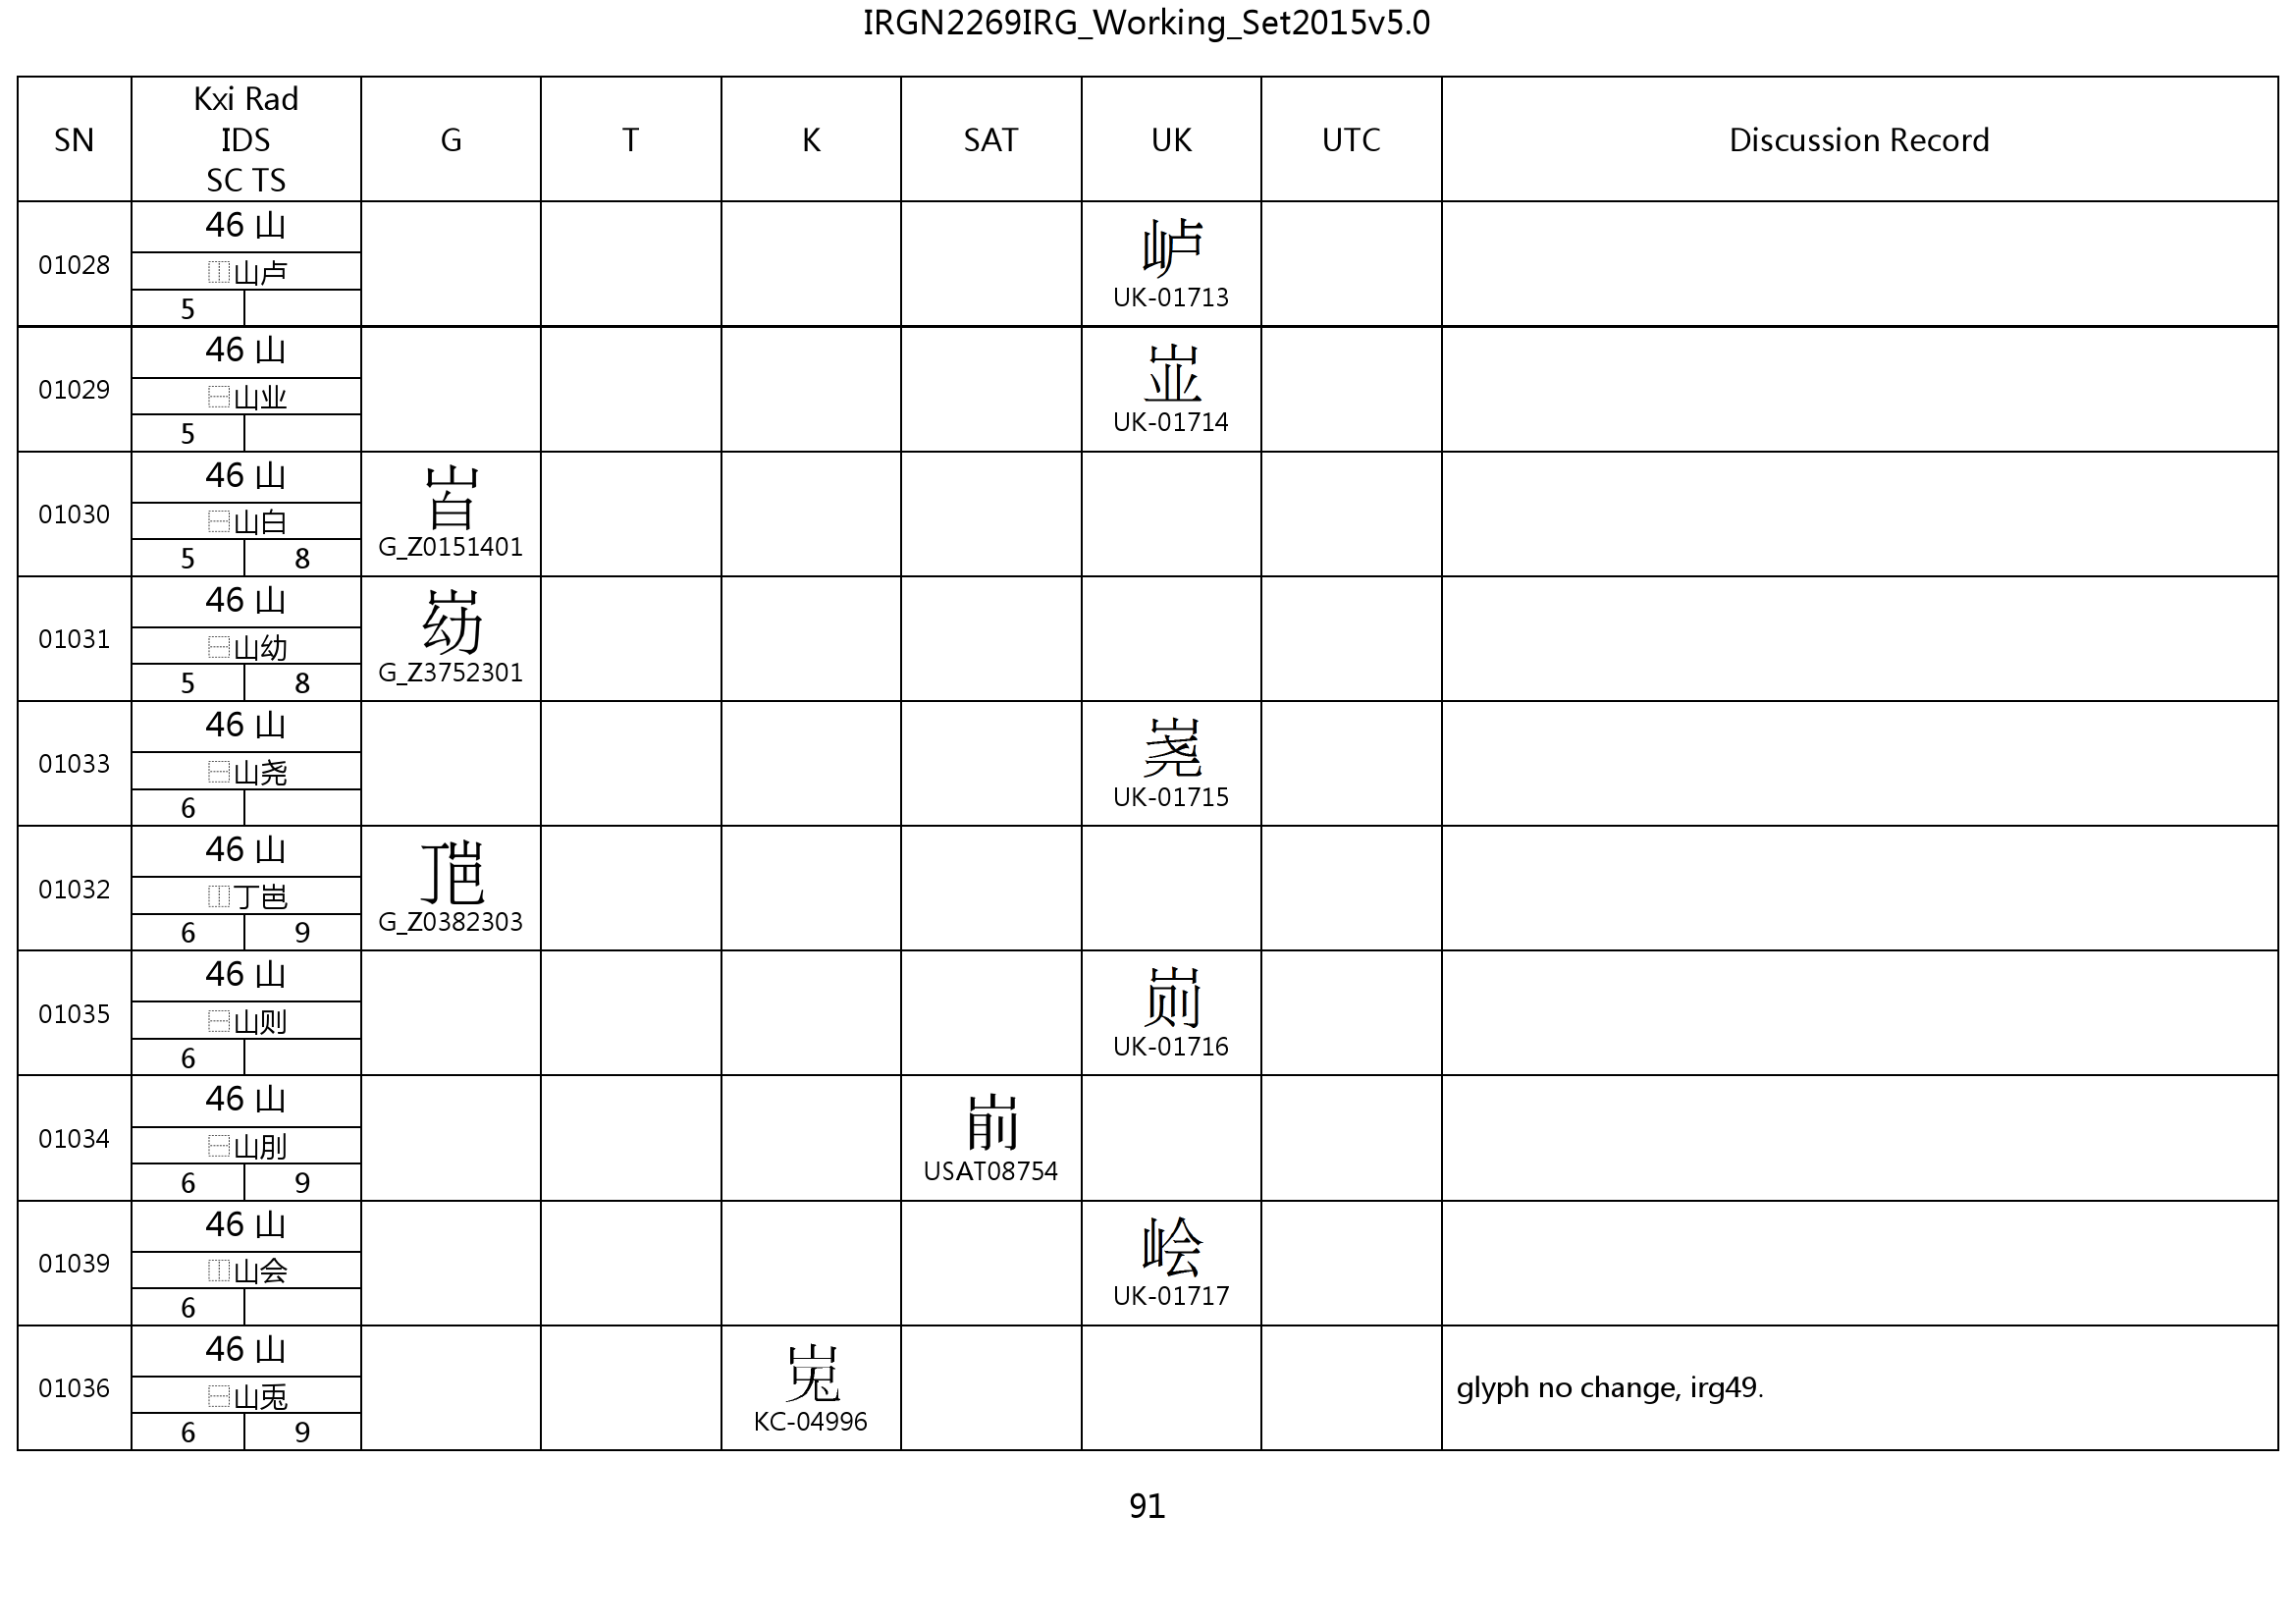 IRGN2269IRG_Working_Set2015v5.0
SN Kxi Rad IDS SC TS G T K SAT UK UTC Discussion Record
01028
46 山
⿰山卢
5
UK-01713
01029
46 山
⿱山业
5
UK-01714
01030
46 山
⿱山白
5 8
G_Z0151401
01031
46 山
⿱山幼
5 8
G_Z3752301
01033
46 山
⿱山尧
6
UK-01715
01032
46 山
⿰丁岜
6 9
G_Z0382303
01035
46 山
⿱山则
6
UK-01716
01034
46 山
⿱山刖
6 9
USAT08754
01039
46 山
⿰山会
6
UK-01717
01036
46 山
⿱山兎
6 9
KC-04996
glyph no change, irg49.
91